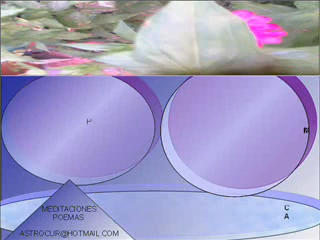 M
C
A
MEDITACIONES
POEMAS
ASTROCUR@HOTMAIL.COM